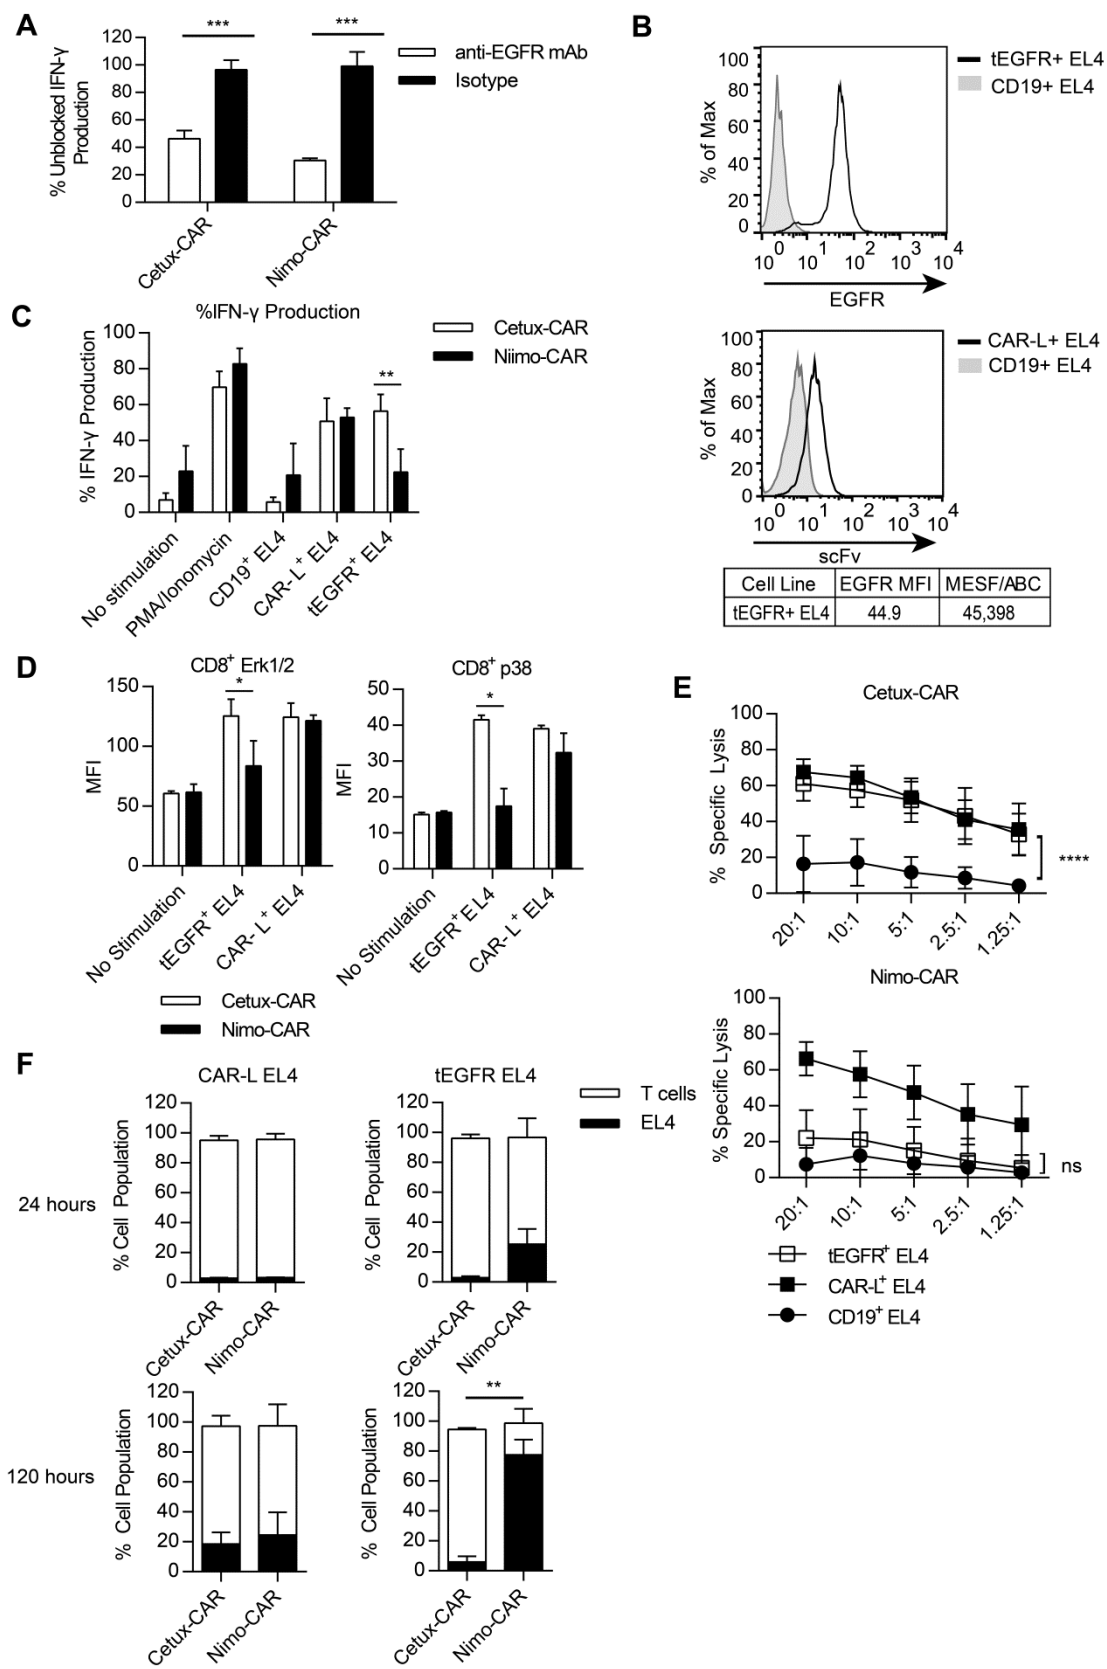 A
% Unblocked IFN-γ
Production
120
100
80
60
40
20
0
***
***
anti-EGFR mAb
Isotype
Cetux-CAR
Nimo-CAR
B
% of Max
100
80
60
40
20
0
10⁰ 10¹ 10² 10³ 10⁴
EGFR
tEGFR+ EL4
CD19+ EL4
% of Max
100
80
60
40
20
0
10⁰ 10¹ 10² 10³ 10⁴
scFv
CAR-L+ EL4
CD19+ EL4
Cell Line EGFR MFI MESF/ABC
tEGFR+ EL4 44.9 45,398
C
%IFN-γ Production
% IFN-γ Production
100
80
60
40
20
0
**
Cetux-CAR
Niimo-CAR
No stimulation
PMA/Ionomycin
CD19⁺ EL4
CAR- L⁺ EL4
tEGFR⁺ EL4
D
CD8⁺ Erk1/2
MFI
150
100
50
0
*
No Stimulation
tEGFR⁺ EL4
CAR- L⁺ EL4
CD8⁺ p38
MFI
50
40
30
20
10
0
*
No Stimulation
tEGFR⁺ EL4
CAR- L⁺ EL4
Cetux-CAR
Nimo-CAR
E
Cetux-CAR
% Specific Lysis
100
80
60
40
20
0
****
20:1
10:1
5:1
2.5:1
1.25:1
Nimo-CAR
% Specific Lysis
100
80
60
40
20
0
ns
20:1
10:1
5:1
2.5:1
1.25:1
tEGFR⁺ EL4
CAR-L⁺ EL4
CD19⁺ EL4
F
CAR-L EL4
tEGFR EL4
T cells
EL4
24 hours
% Cell Population
120
100
80
60
40
20
0
Cetux-CAR
Nimo-CAR
% Cell Population
120
100
80
60
40
20
0
Cetux-CAR
Nimo-CAR
120 hours
% Cell Population
120
100
80
60
40
20
0
Cetux-CAR
Nimo-CAR
% Cell Population
120
100
80
60
40
20
0
**
Cetux-CAR
Nimo-CAR